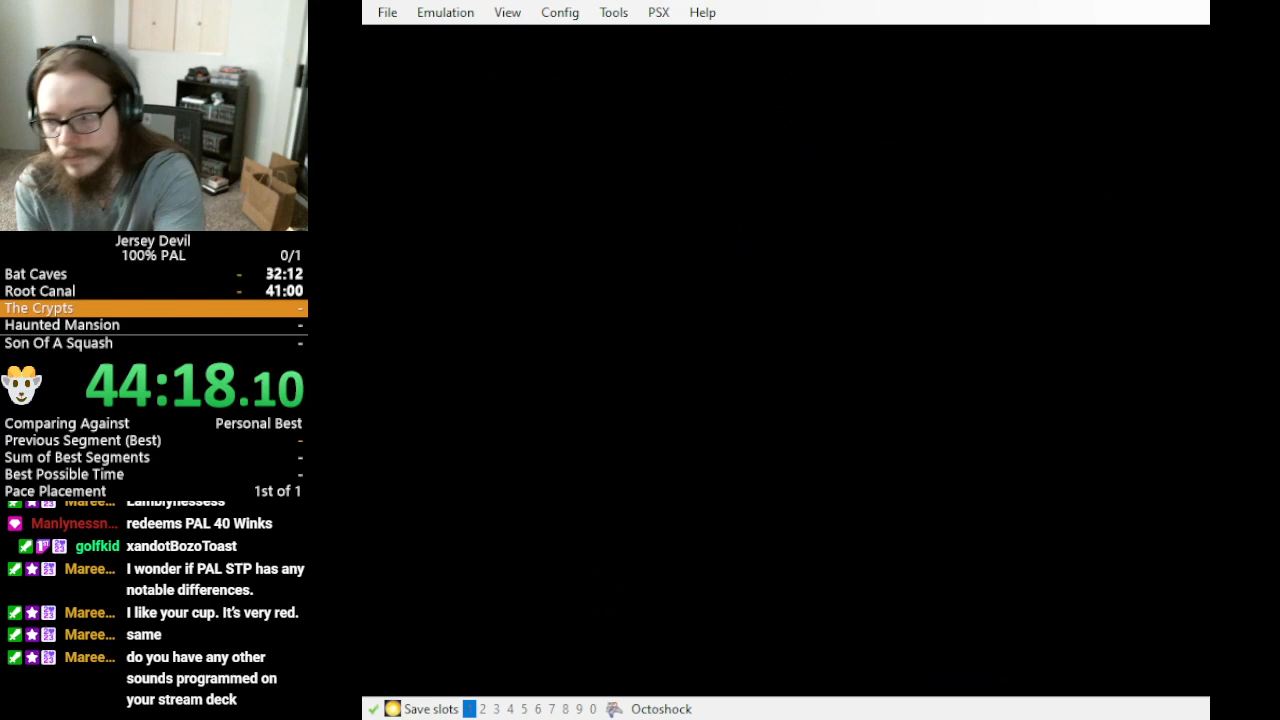 File Emulation View Config Tools PSX Help
Jersey Devil
100% PAL 0/1
Bat Caves - 32:12
Root Canal - 41:00
The Crypts -
Haunted Mansion -
Son Of A Squash -
44:18.10
Comparing Against Personal Best
Previous Segment (Best) -
Sum of Best Segments -
Best Possible Time -
Pace Placement 1st of 1
Maree... Lamblynessess
Manlynessn... redeems PAL 40 Winks
golfkid xandotBozoToast
Maree... I wonder if PAL STP has any
notable differences.
Maree... I like your cup. It's very red.
Maree... same
Maree... do you have any other
sounds programmed on
your stream deck
Save slots 2 3 4 5 6 7 8 9 0 Octoshock